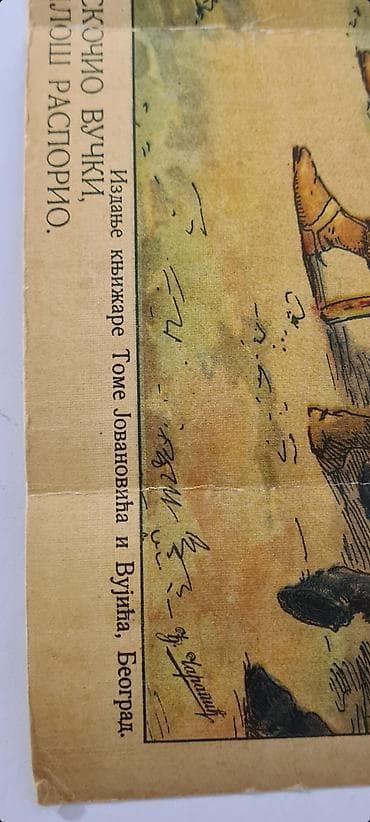 Издање књижаре Томе Јовановића и Вујића, Београд.
СКОЧИО ВУЧКИ,
ЛОШ РАСПОРИО.